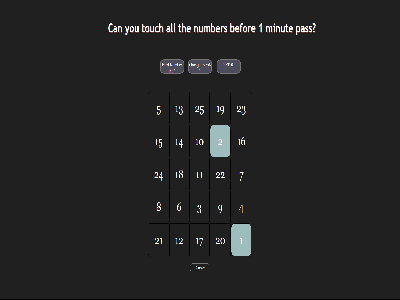 Can you touch all the numbers before 1 minute pass?
5 13 25 19 23
15 14 10 2 16
24 18 11 22 7
8 6 3 9 4
21 12 17 20 1